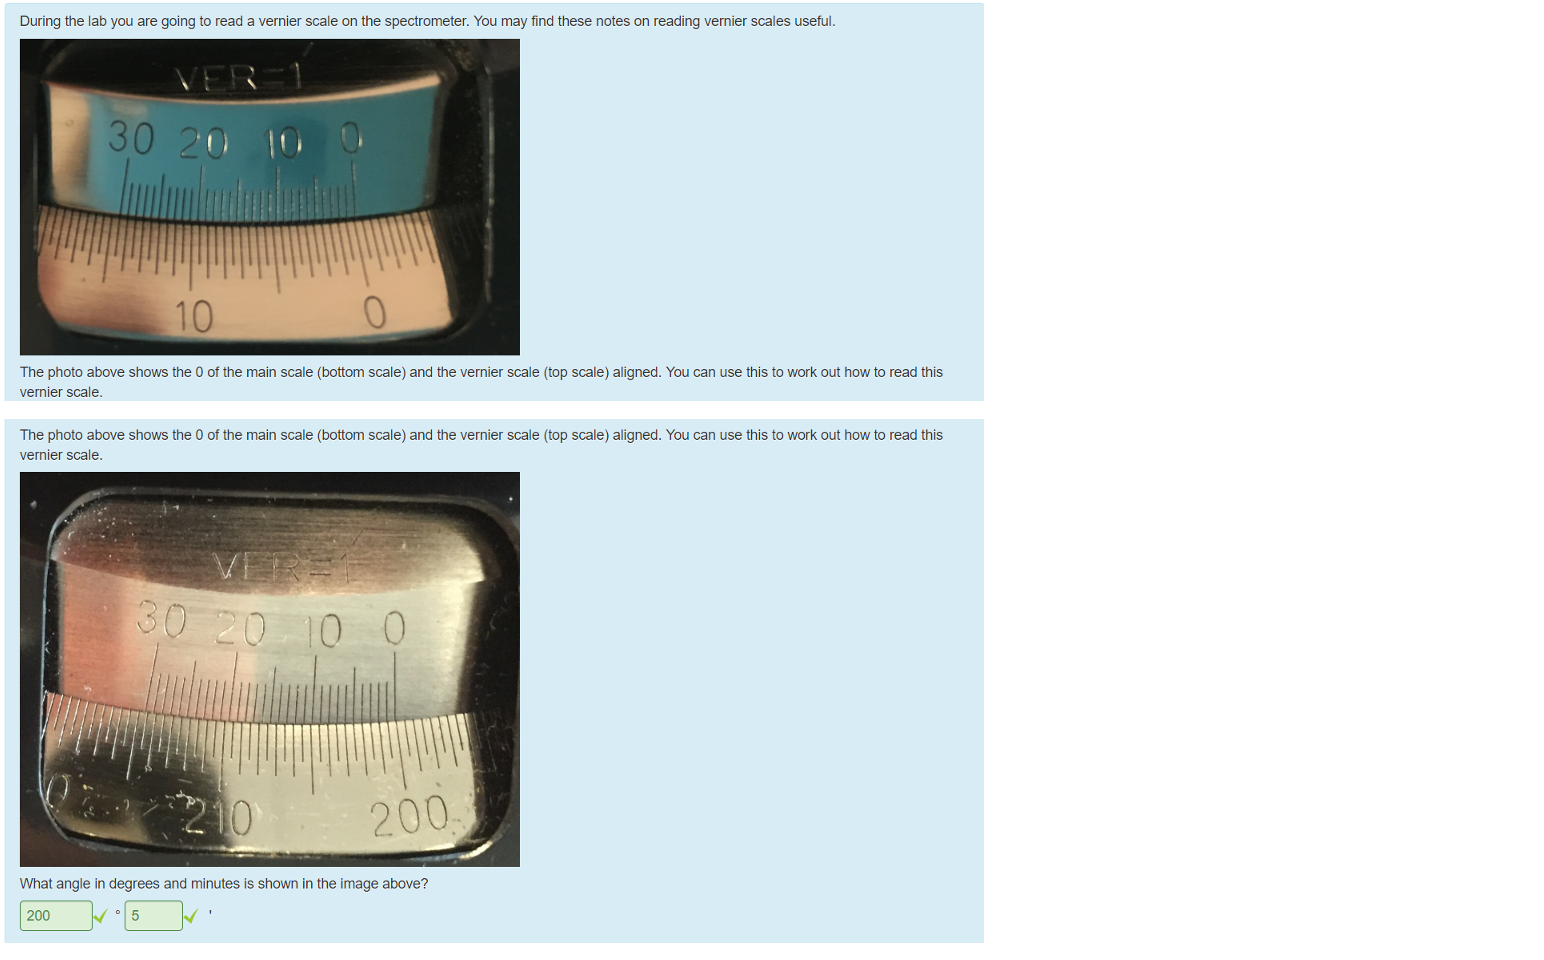 During the lab you are going to read a vernier scale on the spectrometer. You may find these notes on reading vernier scales useful.
VER=1
30 20 10 0
10 0
The photo above shows the 0 of the main scale (bottom scale) and the vernier scale (top scale) aligned. You can use this to work out how to read this
vernier scale.
The photo above shows the 0 of the main scale (bottom scale) and the vernier scale (top scale) aligned. You can use this to work out how to read this
vernier scale.
VER=1
30 20 10 0
0 210 200
What angle in degrees and minutes is shown in the image above?
200 ° 5 '